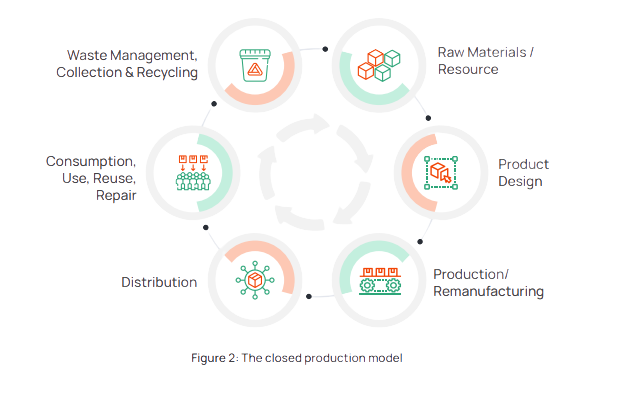 Waste Management,
Collection & Recycling
Raw Materials /
Resource
Consumption,
Use, Reuse,
Repair
Product
Design
Distribution
Production/
Remanufacturing
Figure 2: The closed production model